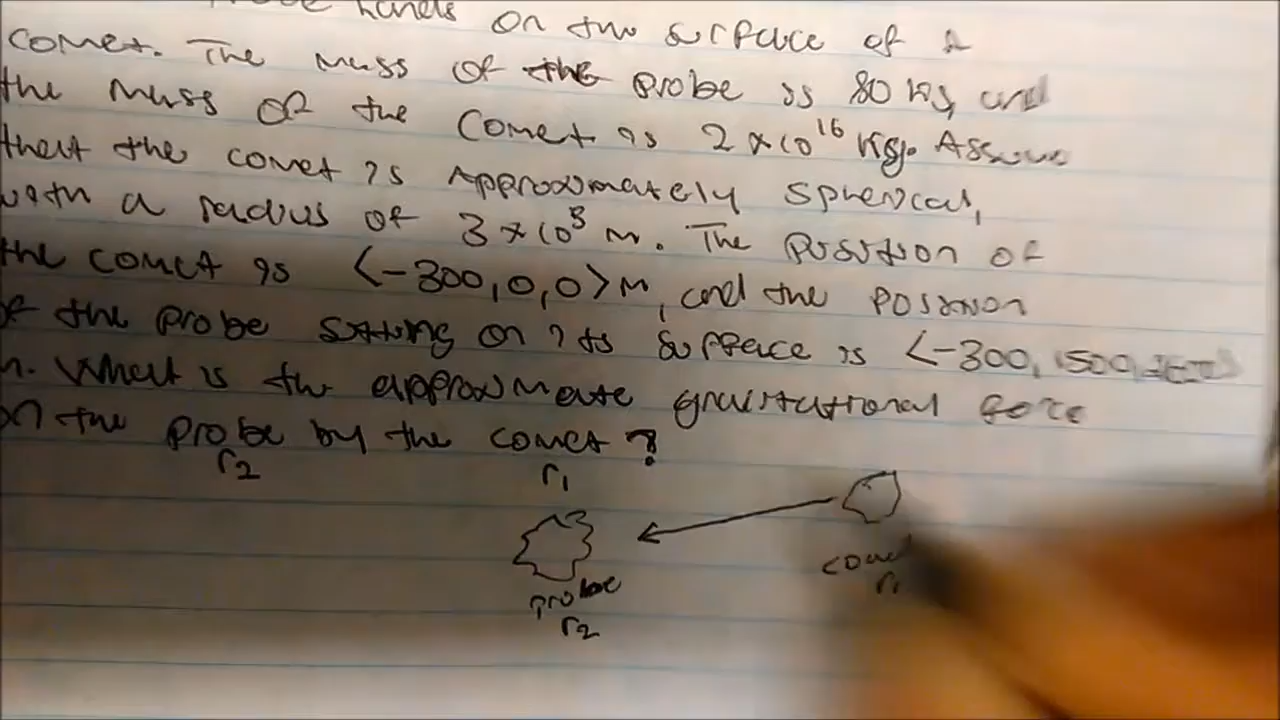 lands on the surface of a
comet. The mass of the probe is 80 kg, and
the mass of the comet is 2 × 10^16 kg. Assume
that the comet is approximately spherical,
with a radius of 3 × 10^3 m. The position of
the comet is <-300, 0, 0> m, and the position
of the probe sitting on its surface is <-300, 1500,
m. What is the approximate gravitational force
on the probe by the comet?
r2 r1
probe
r2
comet
r1